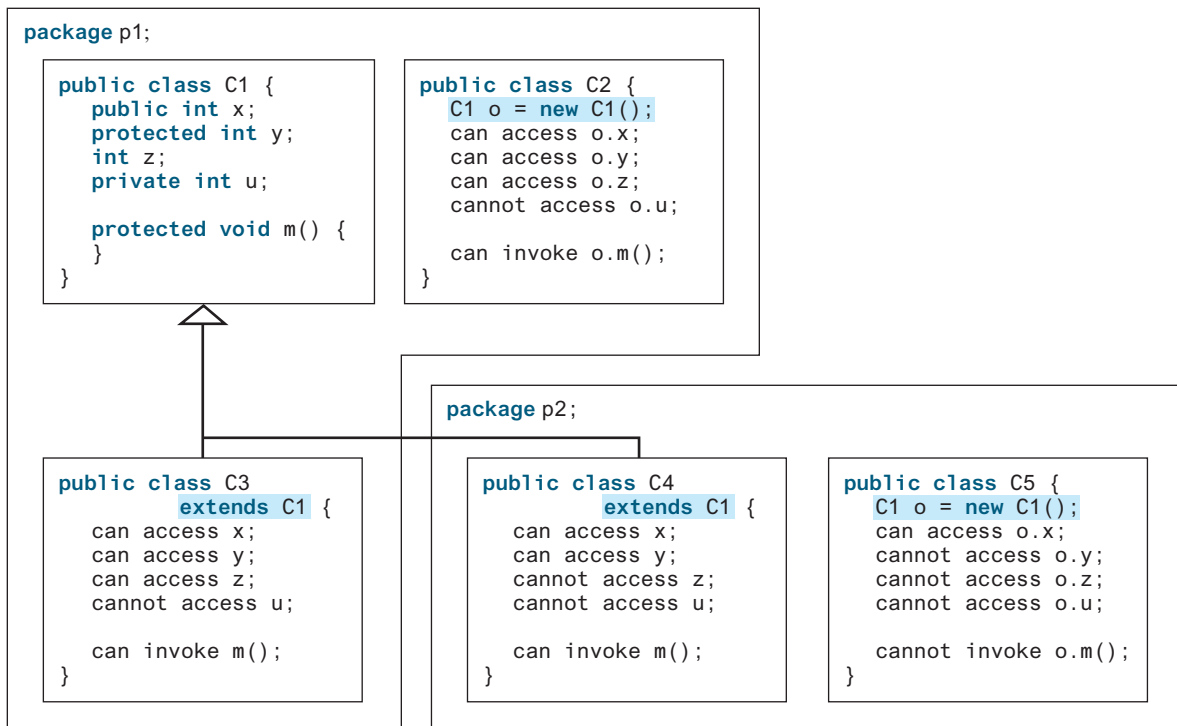 package p1;
public class C1 {
public int x;
protected int y;
int z;
private int u;
protected void m() {
}
}
public class C2 {
C1 o = new C1();
can access o.x;
can access o.y;
can access o.z;
cannot access o.u;
can invoke o.m();
}
package p2;
public class C3
extends C1 {
can access x;
can access y;
can access z;
cannot access u;
can invoke m();
}
public class C4
extends C1 {
can access x;
can access y;
cannot access z;
cannot access u;
can invoke m();
}
public class C5 {
C1 o = new C1();
can access o.x;
cannot access o.y;
cannot access o.z;
cannot access o.u;
cannot invoke o.m();
}